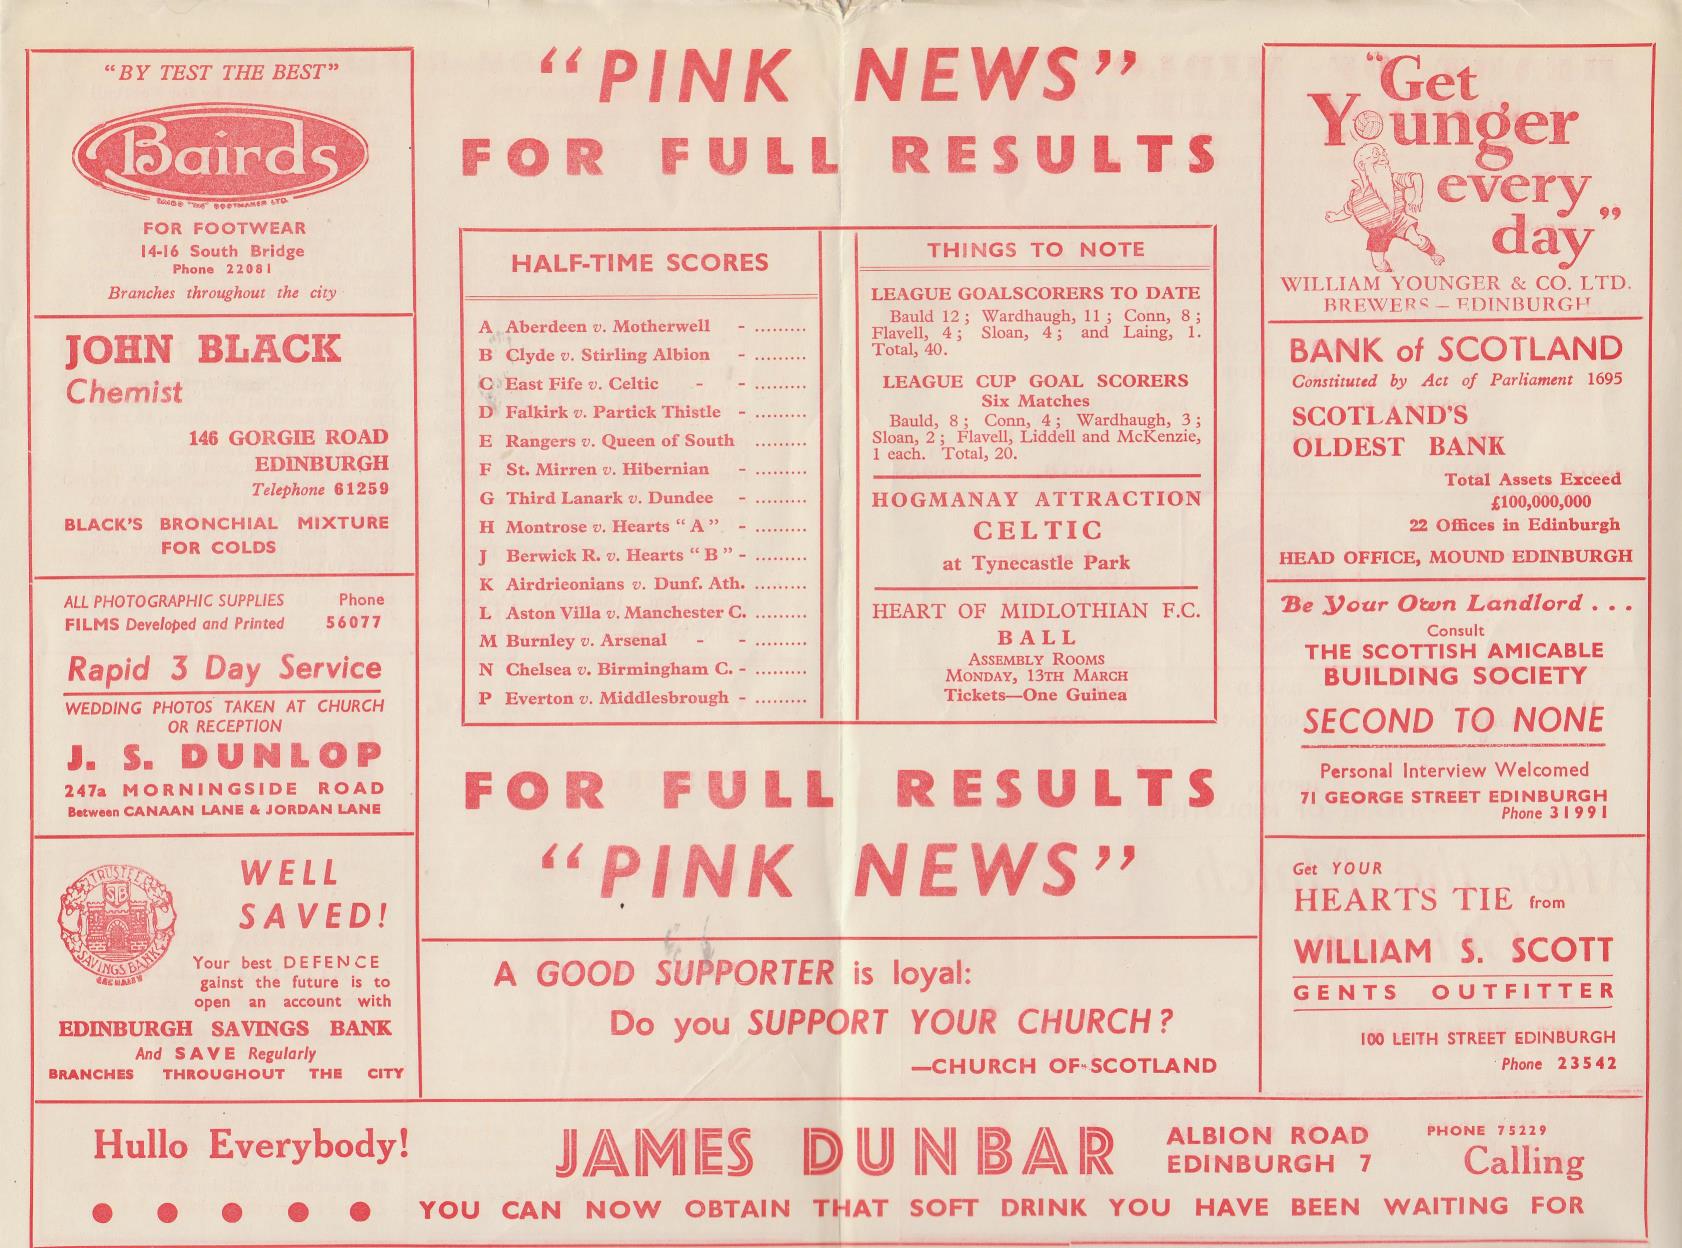 "BY TEST THE BEST"
Bairds
FOR FOOTWEAR
14-16 South Bridge
Phone 22081
Branches throughout the city
JOHN BLACK
Chemist
146 GORGIE ROAD
EDINBURGH
Telephone 61259
BLACK'S BRONCHIAL MIXTURE
FOR COLDS
ALL PHOTOGRAPHIC SUPPLIES Phone
FILMS Developed and Printed 56077
Rapid 3 Day Service
WEDDING PHOTOS TAKEN AT CHURCH
OR RECEPTION
J. S. DUNLOP
247a MORNINGSIDE ROAD
Between CANAAN LANE & JORDAN LANE
TRUSTEE
SB
SAVINGS BANK
WELL
SAVED!
Your best DEFENCE
gainst the future is to
open an account with
EDINBURGH SAVINGS BANK
And SAVE Regularly
BRANCHES THROUGHOUT THE CITY
"PINK NEWS"
FOR FULL RESULTS
HALF-TIME SCORES
A Aberdeen v. Motherwell - .........
B Clyde v. Stirling Albion - .........
C East Fife v. Celtic - - .........
D Falkirk v. Partick Thistle - .........
E Rangers v. Queen of South .........
F St. Mirren v. Hibernian - .........
G Third Lanark v. Dundee - .........
H Montrose v. Hearts "A" - .........
J Berwick R. v. Hearts "B" - .........
K Airdrieonians v. Dunf. Ath. .........
L Aston Villa v. Manchester C. .........
M Burnley v. Arsenal - - .........
N Chelsea v. Birmingham C. - .........
P Everton v. Middlesbrough - .........
THINGS TO NOTE
LEAGUE GOALSCORERS TO DATE
Bauld 12; Wardhaugh, 11; Conn, 8;
Flavell, 4; Sloan, 4; and Laing, 1.
Total, 40.
LEAGUE CUP GOAL SCORERS
Six Matches
Bauld, 8; Conn, 4; Wardhaugh, 3;
Sloan, 2; Flavell, Liddell and McKenzie,
1 each. Total, 20.
HOGMANAY ATTRACTION
CELTIC
at Tynecastle Park
HEART OF MIDLOTHIAN F.C.
BALL
ASSEMBLY ROOMS
MONDAY, 13TH MARCH
Tickets—One Guinea
FOR FULL RESULTS
"PINK NEWS"
A GOOD SUPPORTER is loyal:
Do you SUPPORT YOUR CHURCH?
—CHURCH OF SCOTLAND
"Get
Younger
every
day"
WILLIAM YOUNGER & CO. LTD.
BREWERS – EDINBURGH
BANK of SCOTLAND
Constituted by Act of Parliament 1695
SCOTLAND'S
OLDEST BANK
Total Assets Exceed
£100,000,000
22 Offices in Edinburgh
HEAD OFFICE, MOUND EDINBURGH
Be Your Own Landlord . . .
Consult
THE SCOTTISH AMICABLE
BUILDING SOCIETY
SECOND TO NONE
Personal Interview Welcomed
71 GEORGE STREET EDINBURGH
Phone 31991
Get YOUR
HEARTS TIE from
WILLIAM S. SCOTT
GENTS OUTFITTER
100 LEITH STREET EDINBURGH
Phone 23542
Hullo Everybody! JAMES DUNBAR ALBION ROAD
EDINBURGH 7
PHONE 75229
Calling
● ● ● ● ● YOU CAN NOW OBTAIN THAT SOFT DRINK YOU HAVE BEEN WAITING FOR